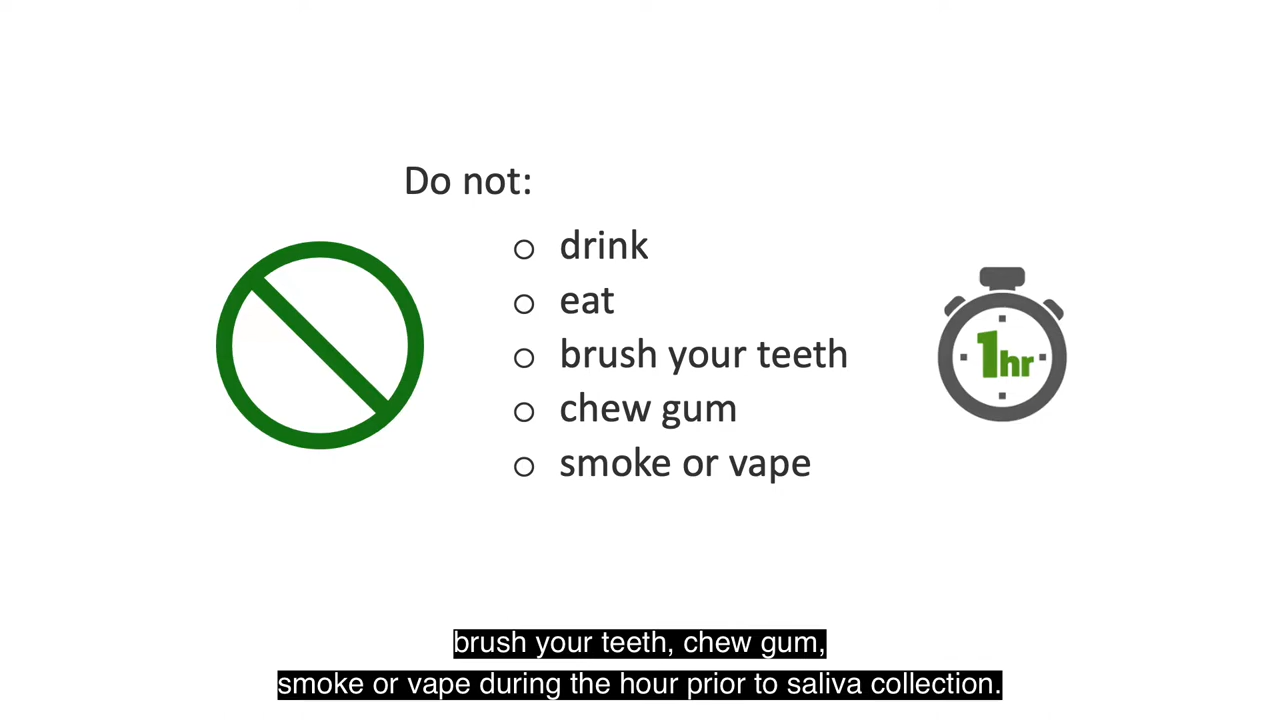 Do not:
○ drink
○ eat
○ brush your teeth
○ chew gum
○ smoke or vape
1hr
brush your teeth, chew gum,
smoke or vape during the hour prior to saliva collection.